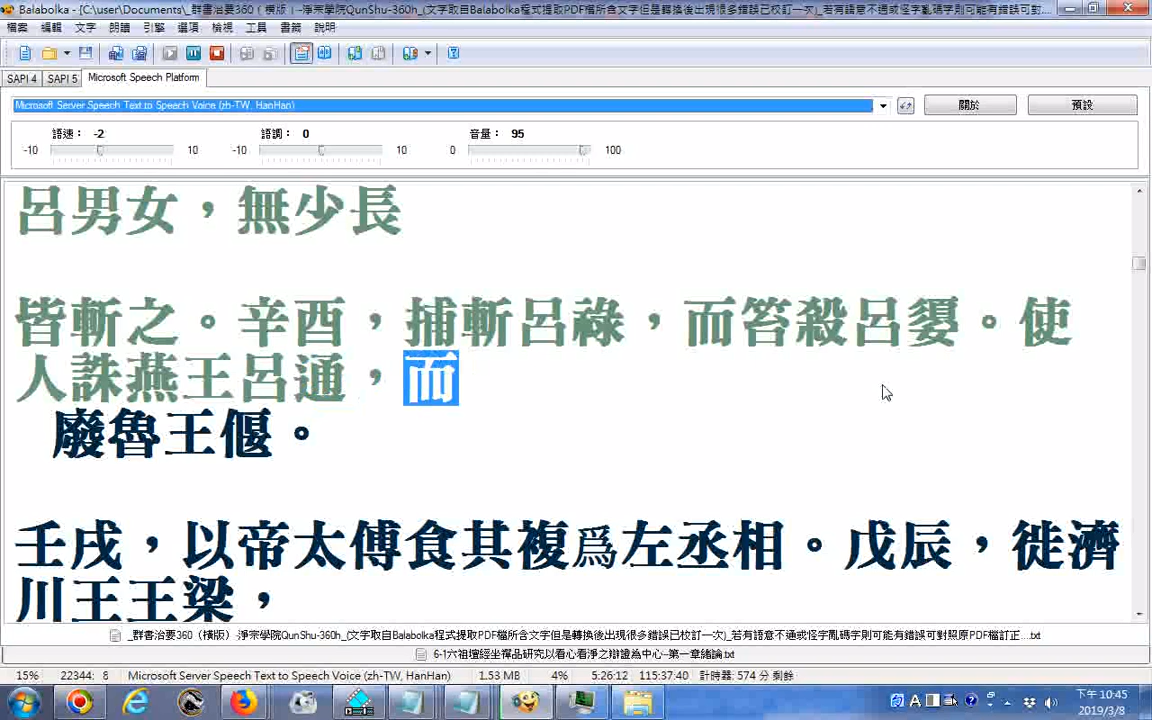 Balabolka - [C:\user\Documents\_群書治要360（橫版）-淨宗學院QunShu-360h_(文字取自Balabolka程式提取PDF檔所含文字但是轉換後出現很多錯誤已校訂一次)_若有語意不通或怪字亂碼字則可能有錯誤可對...
檔案 編輯 文字 朗讀 引擎 選項 檢視 工具 書籤 說明
SAPI 4 SAPI 5 Microsoft Speech Platform
Microsoft Server Speech Text to Speech Voice (zh-TW, HanHan) 關於 預設
語速： -2 語調： 0 音量： 95
-10 10 -10 10 0 100
呂男女，無少長
皆斬之。辛酉，捕斬呂祿，而笞殺呂嬃。使
人誅燕王呂通，而
廢魯王偃。
壬戌，以帝太傅食其複爲左丞相。戊辰，徙濟
川王王梁，
_群書治要360（橫版）-淨宗學院QunShu-360h_(文字取自Balabolka程式提取PDF檔所含文字但是轉換後出現很多錯誤已校訂一次)_若有語意不通或怪字亂碼字則可能有錯誤可對照原PDF檔訂正....txt
6-1六祖壇經坐禪品研究以看心看淨之辯證為中心--第一章緒論.txt
15% 22344: 8 Microsoft Server Speech Text to Speech Voice (zh-TW, HanHan) 1.53 MB 4% 5:26:12 115:37:40 計時器: 574 分 剩餘
下午 10:45
2019/3/8